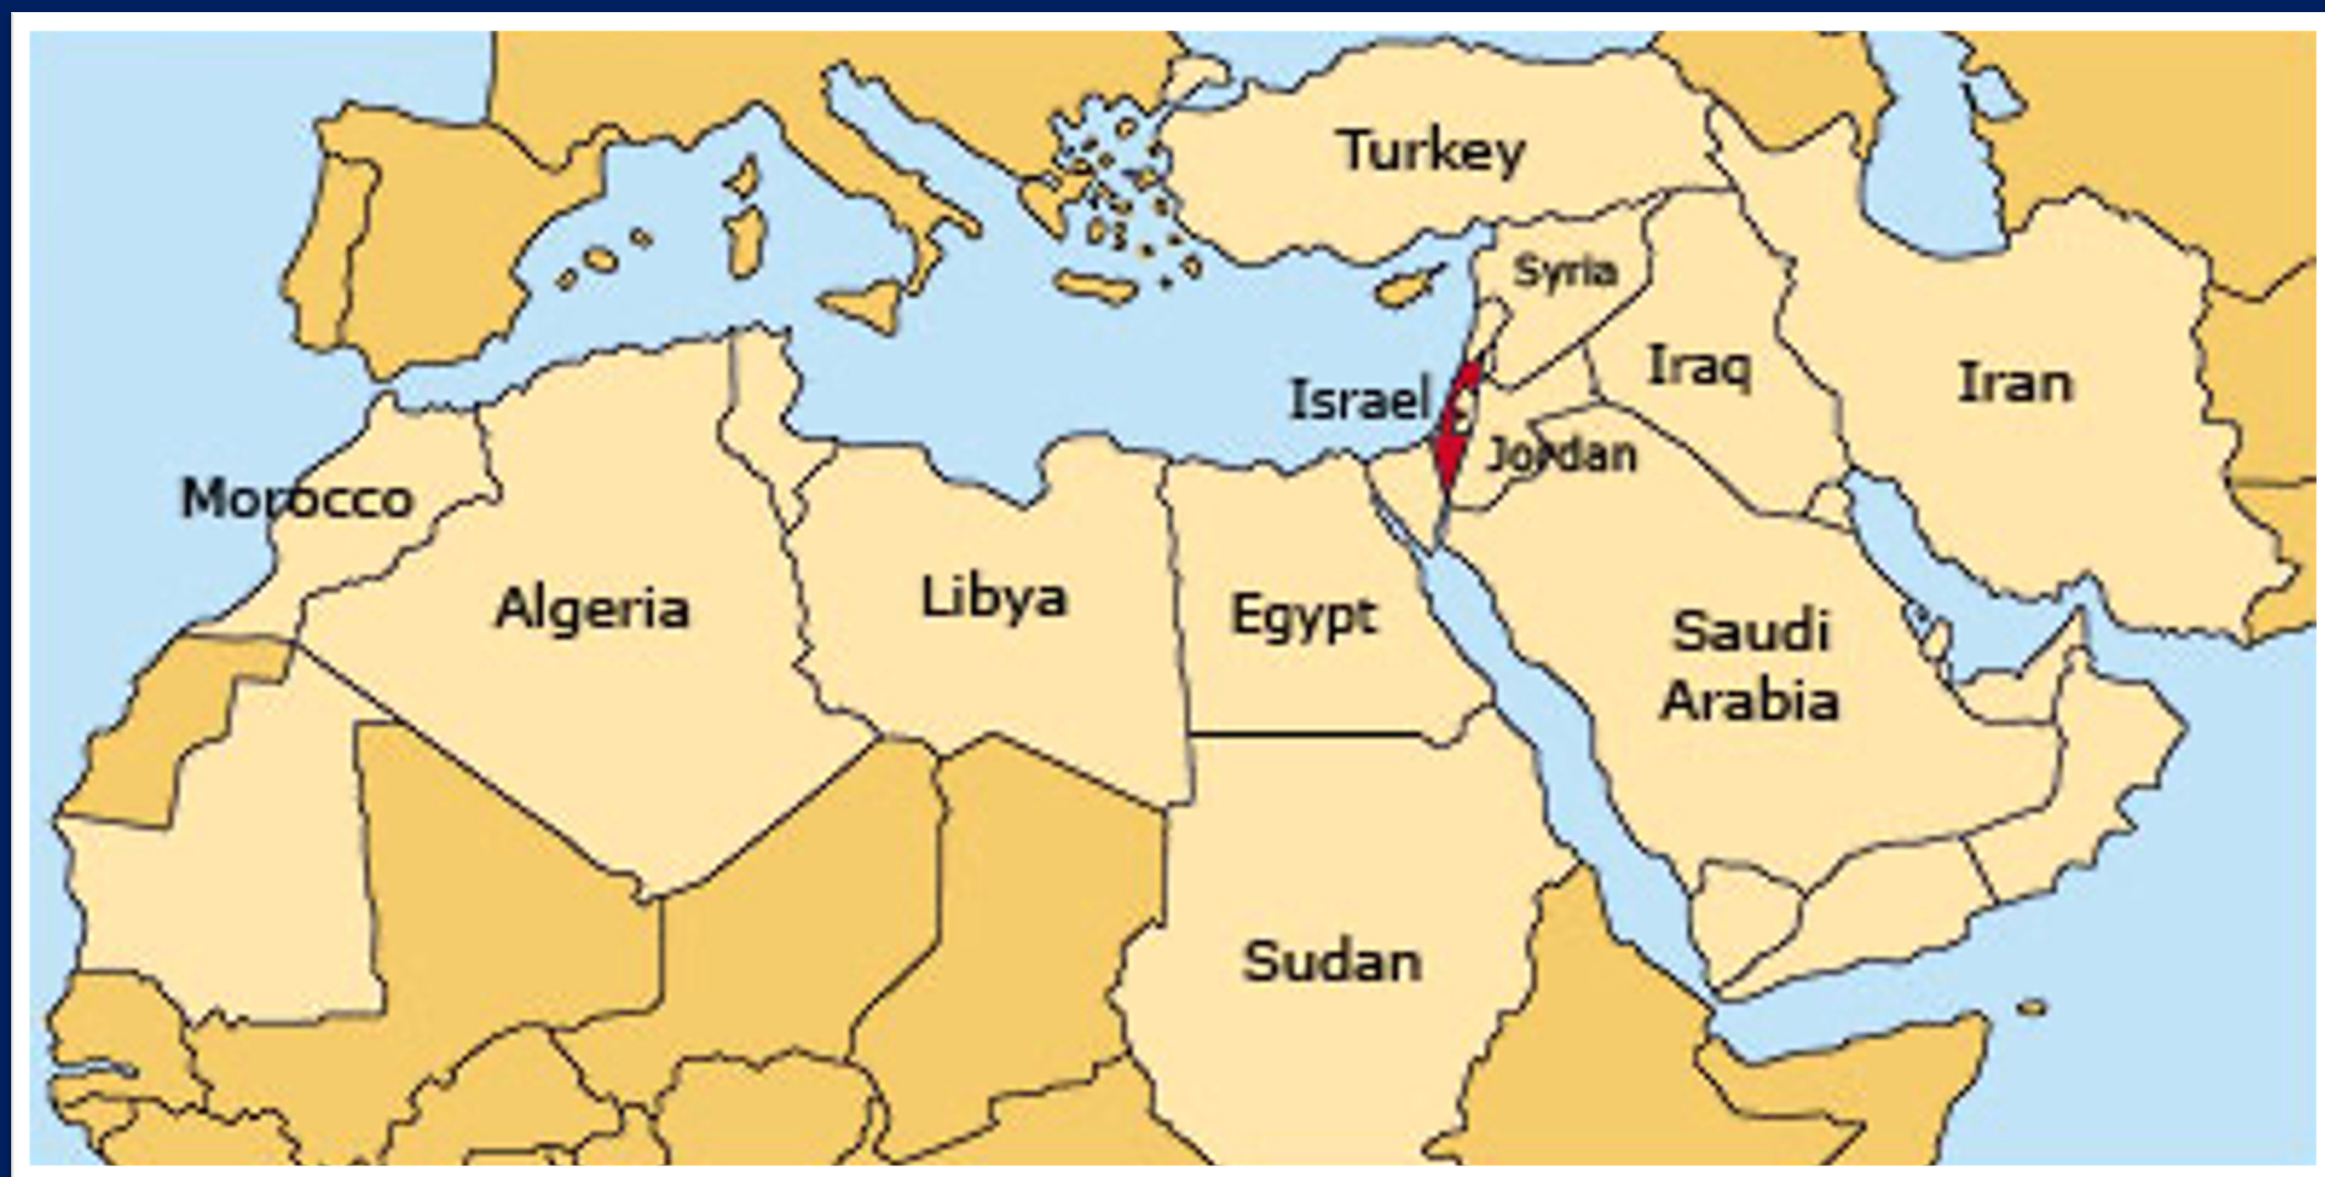 Turkey
Syria
Iraq
Iran
Israel
Jordan
Morocco
Algeria
Libya
Egypt
Saudi
Arabia
Sudan